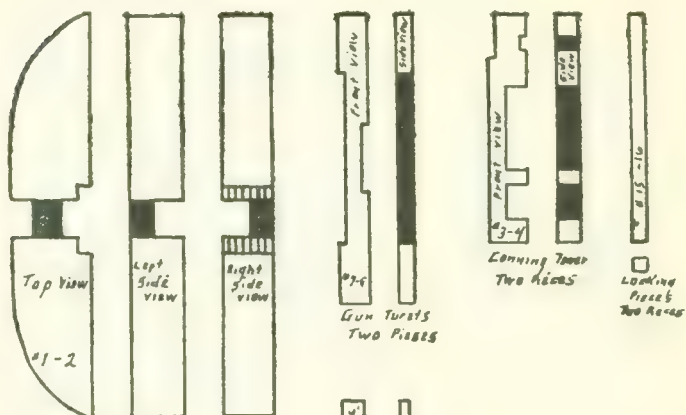 Top View
#1-2
Left
Side
View
Right
Side
View
Front View
Side View
#7-8
Gun Turets
Two Pieses
Front View
Side
View
#3-4
Conning Tower
Two Pieces
#15-16
Locking
Pieces
Two Pieces